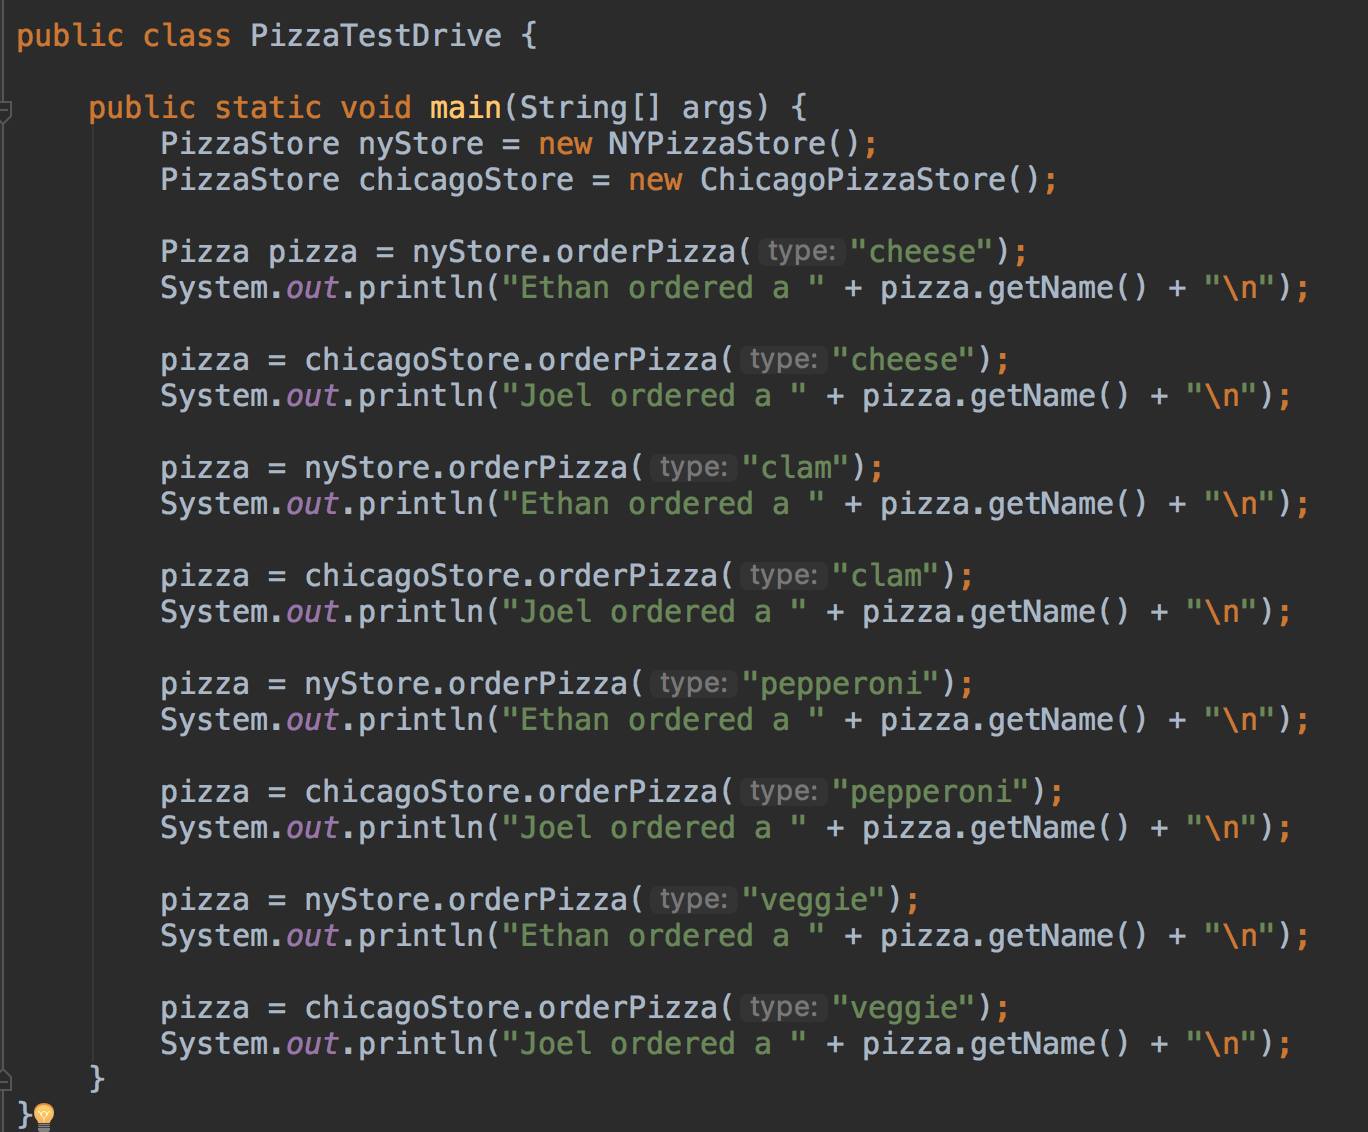 public class PizzaTestDrive {
public static void main(String[] args) {
PizzaStore nyStore = new NYPizzaStore();
PizzaStore chicagoStore = new ChicagoPizzaStore();
Pizza pizza = nyStore.orderPizza( type: "cheese");
System.out.println("Ethan ordered a " + pizza.getName() + "\n");
pizza = chicagoStore.orderPizza( type: "cheese");
System.out.println("Joel ordered a " + pizza.getName() + "\n");
pizza = nyStore.orderPizza( type: "clam");
System.out.println("Ethan ordered a " + pizza.getName() + "\n");
pizza = chicagoStore.orderPizza( type: "clam");
System.out.println("Joel ordered a " + pizza.getName() + "\n");
pizza = nyStore.orderPizza( type: "pepperoni");
System.out.println("Ethan ordered a " + pizza.getName() + "\n");
pizza = chicagoStore.orderPizza( type: "pepperoni");
System.out.println("Joel ordered a " + pizza.getName() + "\n");
pizza = nyStore.orderPizza( type: "veggie");
System.out.println("Ethan ordered a " + pizza.getName() + "\n");
pizza = chicagoStore.orderPizza( type: "veggie");
System.out.println("Joel ordered a " + pizza.getName() + "\n");
}
}